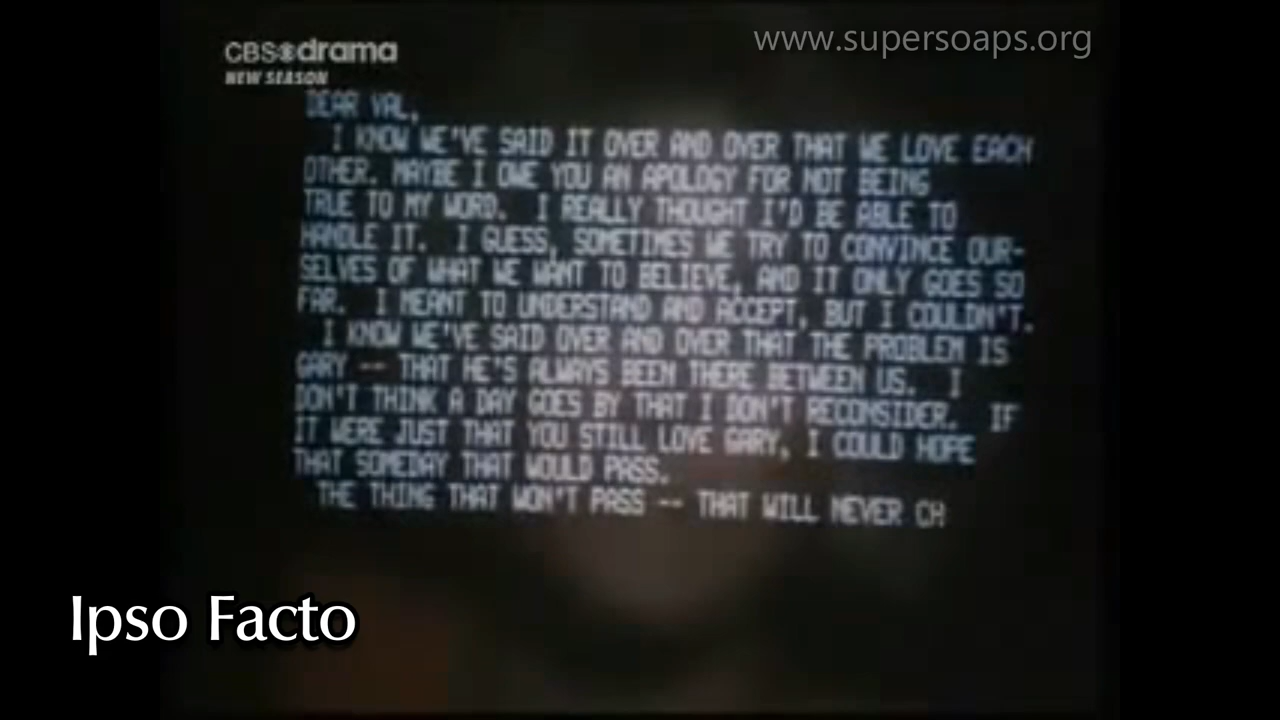 www.supersoaps.org
CBS drama
NEW SEASON
DEAR VAL,
I KNOW WE'VE SAID IT OVER AND OVER THAT WE LOVE EACH
OTHER. MAYBE I OWE YOU AN APOLOGY FOR NOT BEING
TRUE TO MY WORD. I REALLY THOUGHT I'D BE ABLE TO
HANDLE IT. I GUESS, SOMETIMES WE TRY TO CONVINCE OUR-
SELVES OF WHAT WE WANT TO BELIEVE, AND IT ONLY GOES SO
FAR. I MEANT TO UNDERSTAND AND ACCEPT, BUT I COULDN'T.
I KNOW WE'VE SAID OVER AND OVER THAT THE PROBLEM IS
GARY -- THAT HE'S ALWAYS BEEN THERE BETWEEN US. I
DON'T THINK A DAY GOES BY THAT I DON'T RECONSIDER. IF
IT WERE JUST THAT YOU STILL LOVE GARY, I COULD HOPE
THAT SOMEDAY THAT WOULD PASS.
THE THING THAT WON'T PASS -- THAT WILL NEVER CH
Ipso Facto